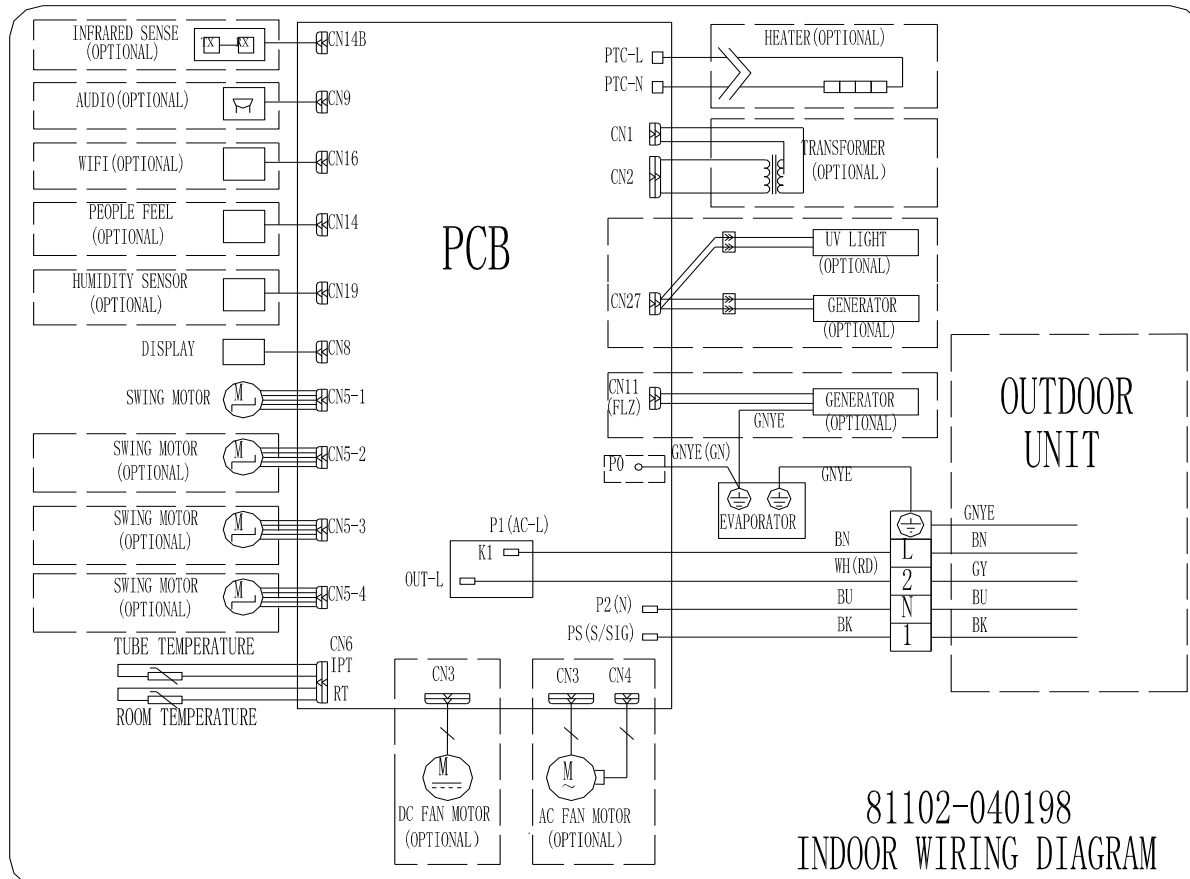 INFRARED SENSE
(OPTIONAL)
TX
RX
CN14B
AUDIO(OPTIONAL)
CN9
WIFI(OPTIONAL)
CN16
PEOPLE FEEL
(OPTIONAL)
CN14
HUMIDITY SENSOR
(OPTIONAL)
CN19
DISPLAY
CN8
SWING MOTOR
M
CN5-1
SWING MOTOR
(OPTIONAL)
M
CN5-2
SWING MOTOR
(OPTIONAL)
M
CN5-3
SWING MOTOR
(OPTIONAL)
M
CN5-4
TUBE TEMPERATURE
CN6
IPT
RT
ROOM TEMPERATURE
PCB
PTC-L
PTC-N
HEATER(OPTIONAL)
CN1
CN2
TRANSFORMER
(OPTIONAL)
CN27
UV LIGHT
(OPTIONAL)
GENERATOR
(OPTIONAL)
CN11
(FLZ)
GENERATOR
(OPTIONAL)
GNYE
P0
GNYE(GN)
GNYE
EVAPORATOR
P1(AC-L)
K1
OUT-L
P2(N)
PS(S/SIG)
BN
WH(RD)
BU
BK
L
2
N
1
GNYE
BN
GY
BU
BK
OUTDOOR
UNIT
CN3
M
DC FAN MOTOR
(OPTIONAL)
CN3
CN4
M
~
AC FAN MOTOR
(OPTIONAL)
81102-040198
INDOOR WIRING DIAGRAM